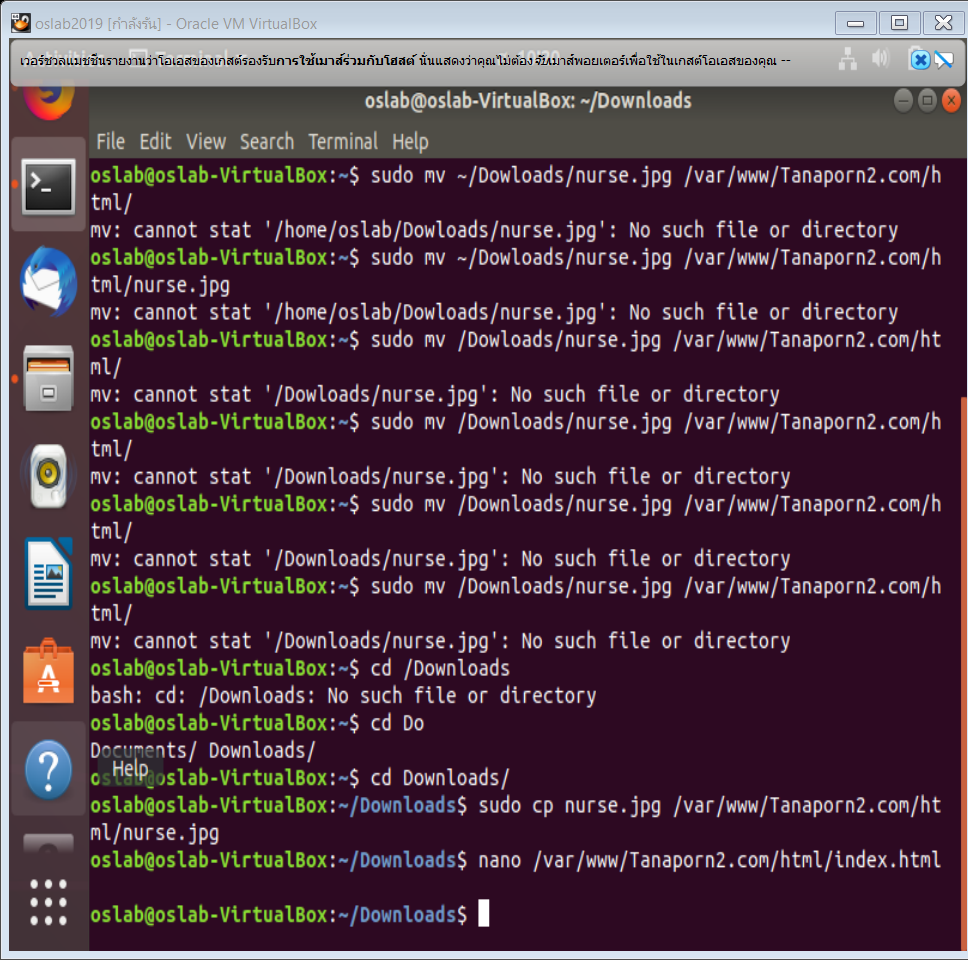 oslab2019 [กำลังรัน] - Oracle VM VirtualBox
เวอร์ชวลแมชชีนรายงานว่าโอเอสของเกสต์รองรับการใช้เมาส์ร่วมกับโฮสต์ นั่นแสดงว่าคุณไม่ต้อง จับเมาส์พอยเตอร์เพื่อใช้ในเกสต์โอเอสของคุณ --
oslab@oslab-VirtualBox: ~/Downloads
File Edit View Search Terminal Help
oslab@oslab-VirtualBox:~$ sudo mv ~/Dowloads/nurse.jpg /var/www/Tanaporn2.com/h
tml/
mv: cannot stat '/home/oslab/Dowloads/nurse.jpg': No such file or directory
oslab@oslab-VirtualBox:~$ sudo mv ~/Dowloads/nurse.jpg /var/www/Tanaporn2.com/h
tml/nurse.jpg
mv: cannot stat '/home/oslab/Dowloads/nurse.jpg': No such file or directory
oslab@oslab-VirtualBox:~$ sudo mv /Dowloads/nurse.jpg /var/www/Tanaporn2.com/ht
ml/
mv: cannot stat '/Dowloads/nurse.jpg': No such file or directory
oslab@oslab-VirtualBox:~$ sudo mv /Downloads/nurse.jpg /var/www/Tanaporn2.com/h
tml/
mv: cannot stat '/Downloads/nurse.jpg': No such file or directory
oslab@oslab-VirtualBox:~$ sudo mv /Downloads/nurse.jpg /var/www/Tanaporn2.com/h
tml/
mv: cannot stat '/Downloads/nurse.jpg': No such file or directory
oslab@oslab-VirtualBox:~$ sudo mv /Downloads/nurse.jpg /var/www/Tanaporn2.com/h
tml/
mv: cannot stat '/Downloads/nurse.jpg': No such file or directory
oslab@oslab-VirtualBox:~$ cd /Downloads
bash: cd: /Downloads: No such file or directory
oslab@oslab-VirtualBox:~$ cd Do
Documents/ Downloads/
Help
oslab@oslab-VirtualBox:~$ cd Downloads/
oslab@oslab-VirtualBox:~/Downloads$ sudo cp nurse.jpg /var/www/Tanaporn2.com/ht
ml/nurse.jpg
oslab@oslab-VirtualBox:~/Downloads$ nano /var/www/Tanaporn2.com/html/index.html
oslab@oslab-VirtualBox:~/Downloads$